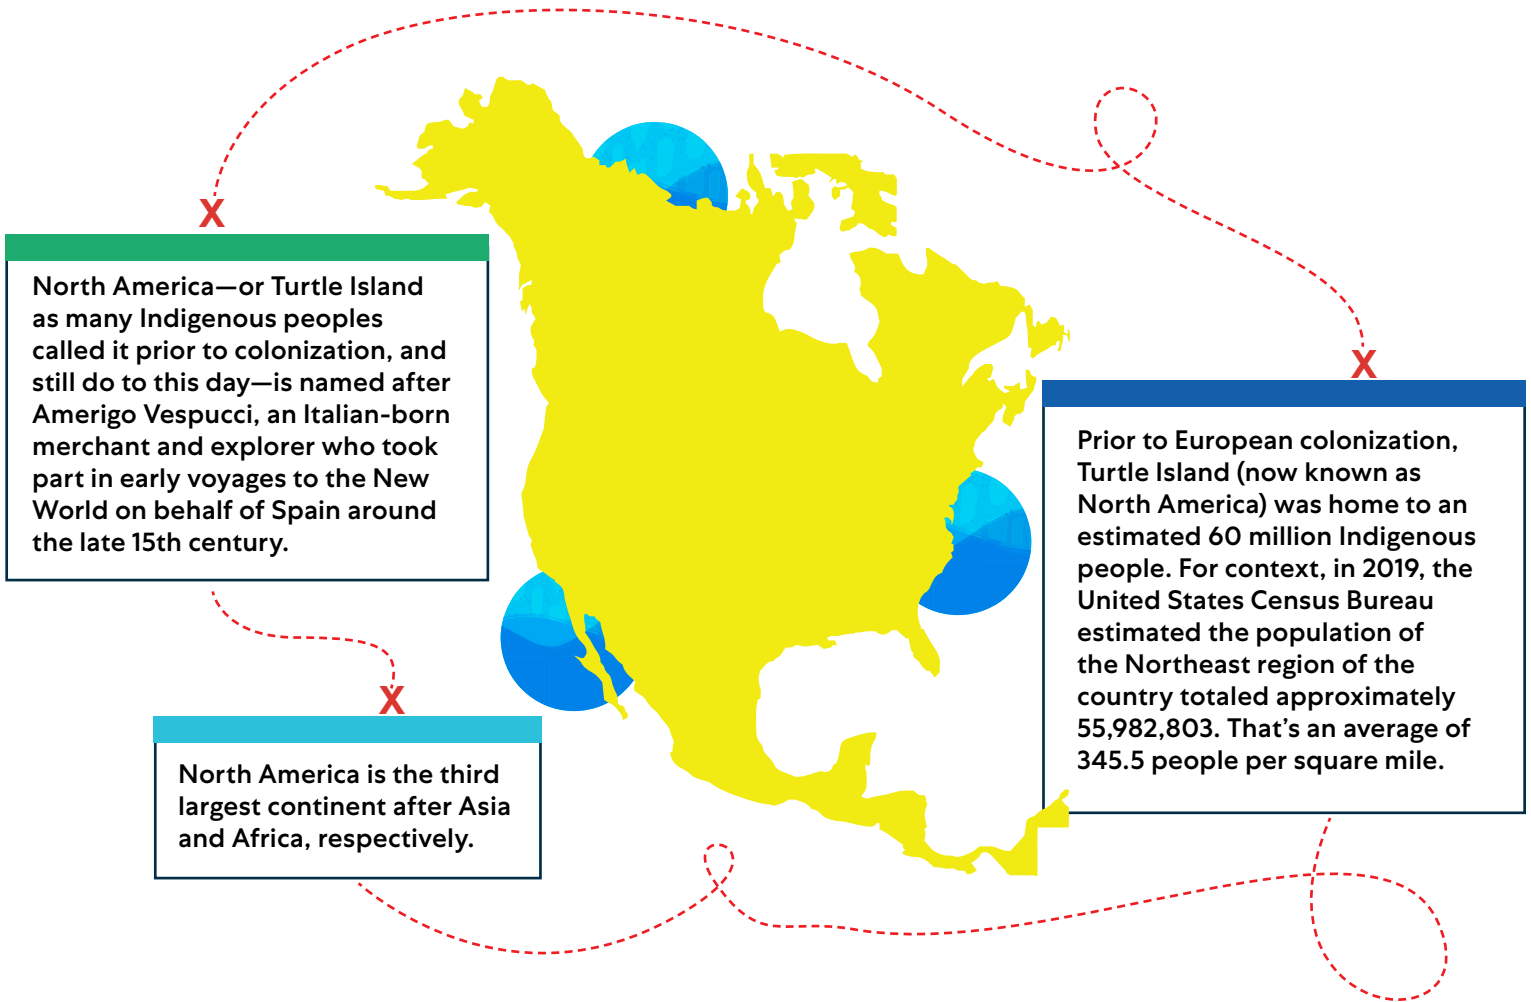 X
North America—or Turtle Island
as many Indigenous peoples
called it prior to colonization, and
still do to this day—is named after
Amerigo Vespucci, an Italian-born
merchant and explorer who took
part in early voyages to the New
World on behalf of Spain around
the late 15th century.
X
North America is the third
largest continent after Asia
and Africa, respectively.
X
Prior to European colonization,
Turtle Island (now known as
North America) was home to an
estimated 60 million Indigenous
people. For context, in 2019, the
United States Census Bureau
estimated the population of
the Northeast region of the
country totaled approximately
55,982,803. That’s an average of
345.5 people per square mile.